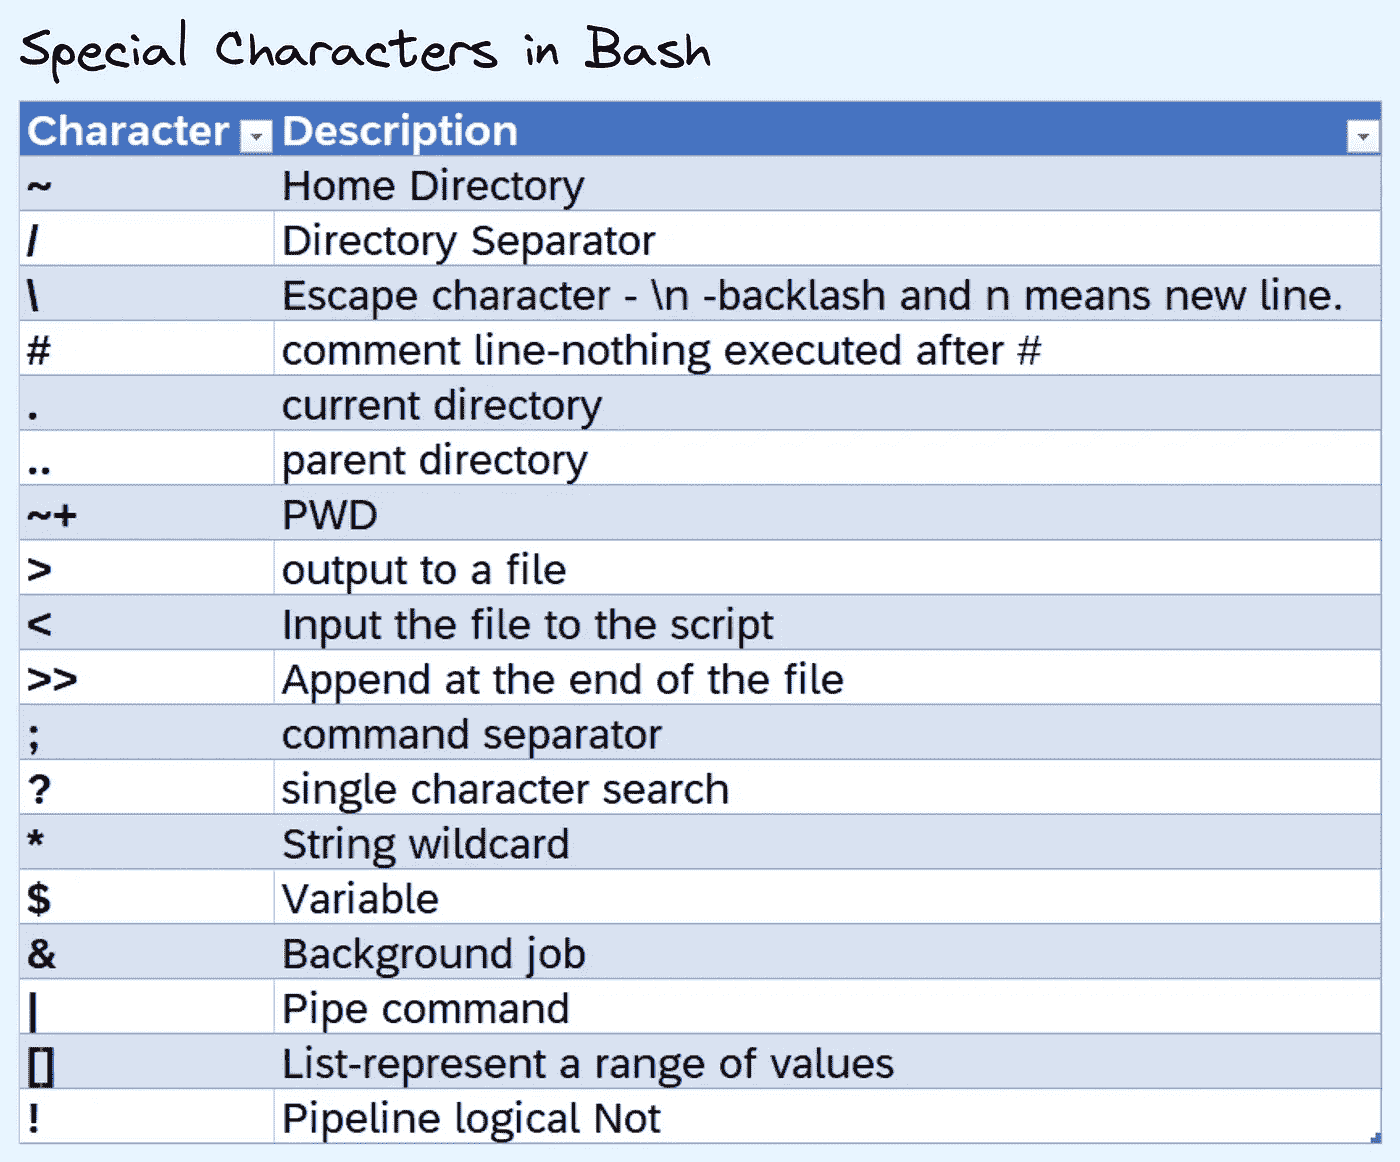 Special Characters in Bash
Character Description
~ Home Directory
/ Directory Separator
\ Escape character - \n -backlash and n means new line.
# comment line-nothing executed after #
. current directory
.. parent directory
~+ PWD
> output to a file
< Input the file to the script
>> Append at the end of the file
; command separator
? single character search
* String wildcard
$ Variable
& Background job
| Pipe command
[] List-represent a range of values
! Pipeline logical Not